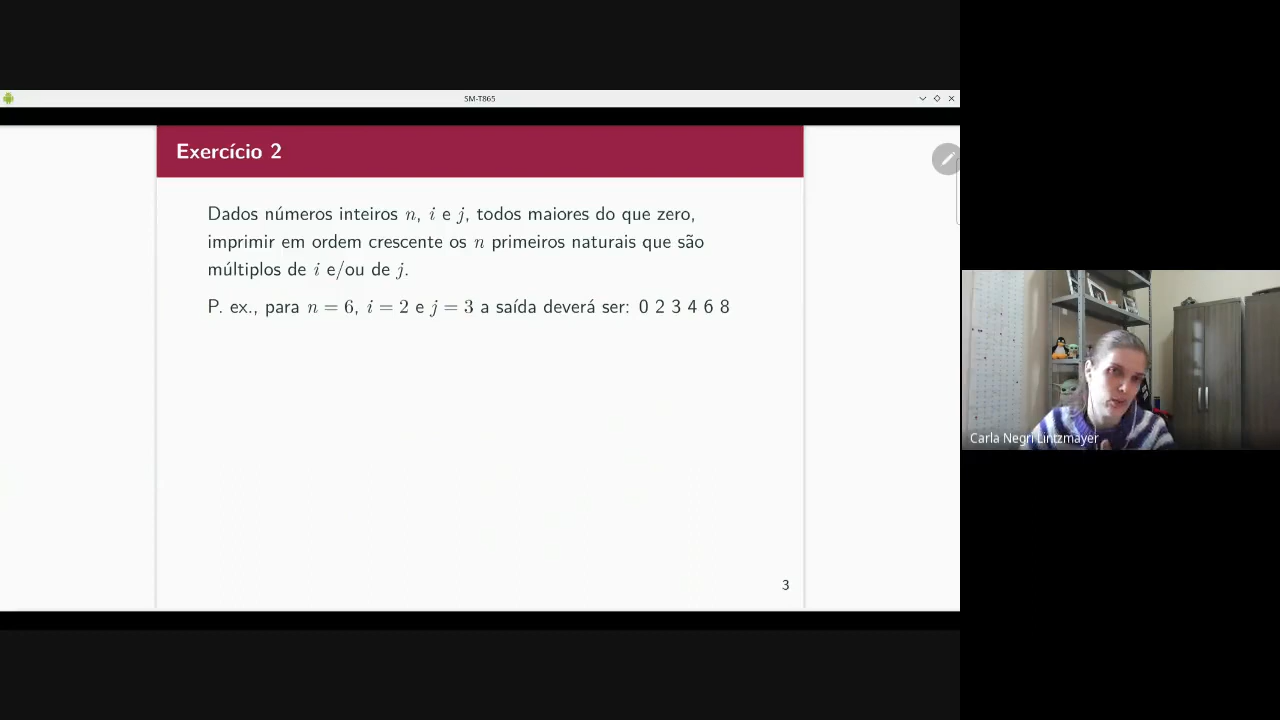 SM-T865
Exercício 2
Dados números inteiros n, i e j, todos maiores do que zero,
imprimir em ordem crescente os n primeiros naturais que são
múltiplos de i e/ou de j.
P. ex., para n = 6, i = 2 e j = 3 a saída deverá ser: 0 2 3 4 6 8
Carla Negri Lintzmayer
3